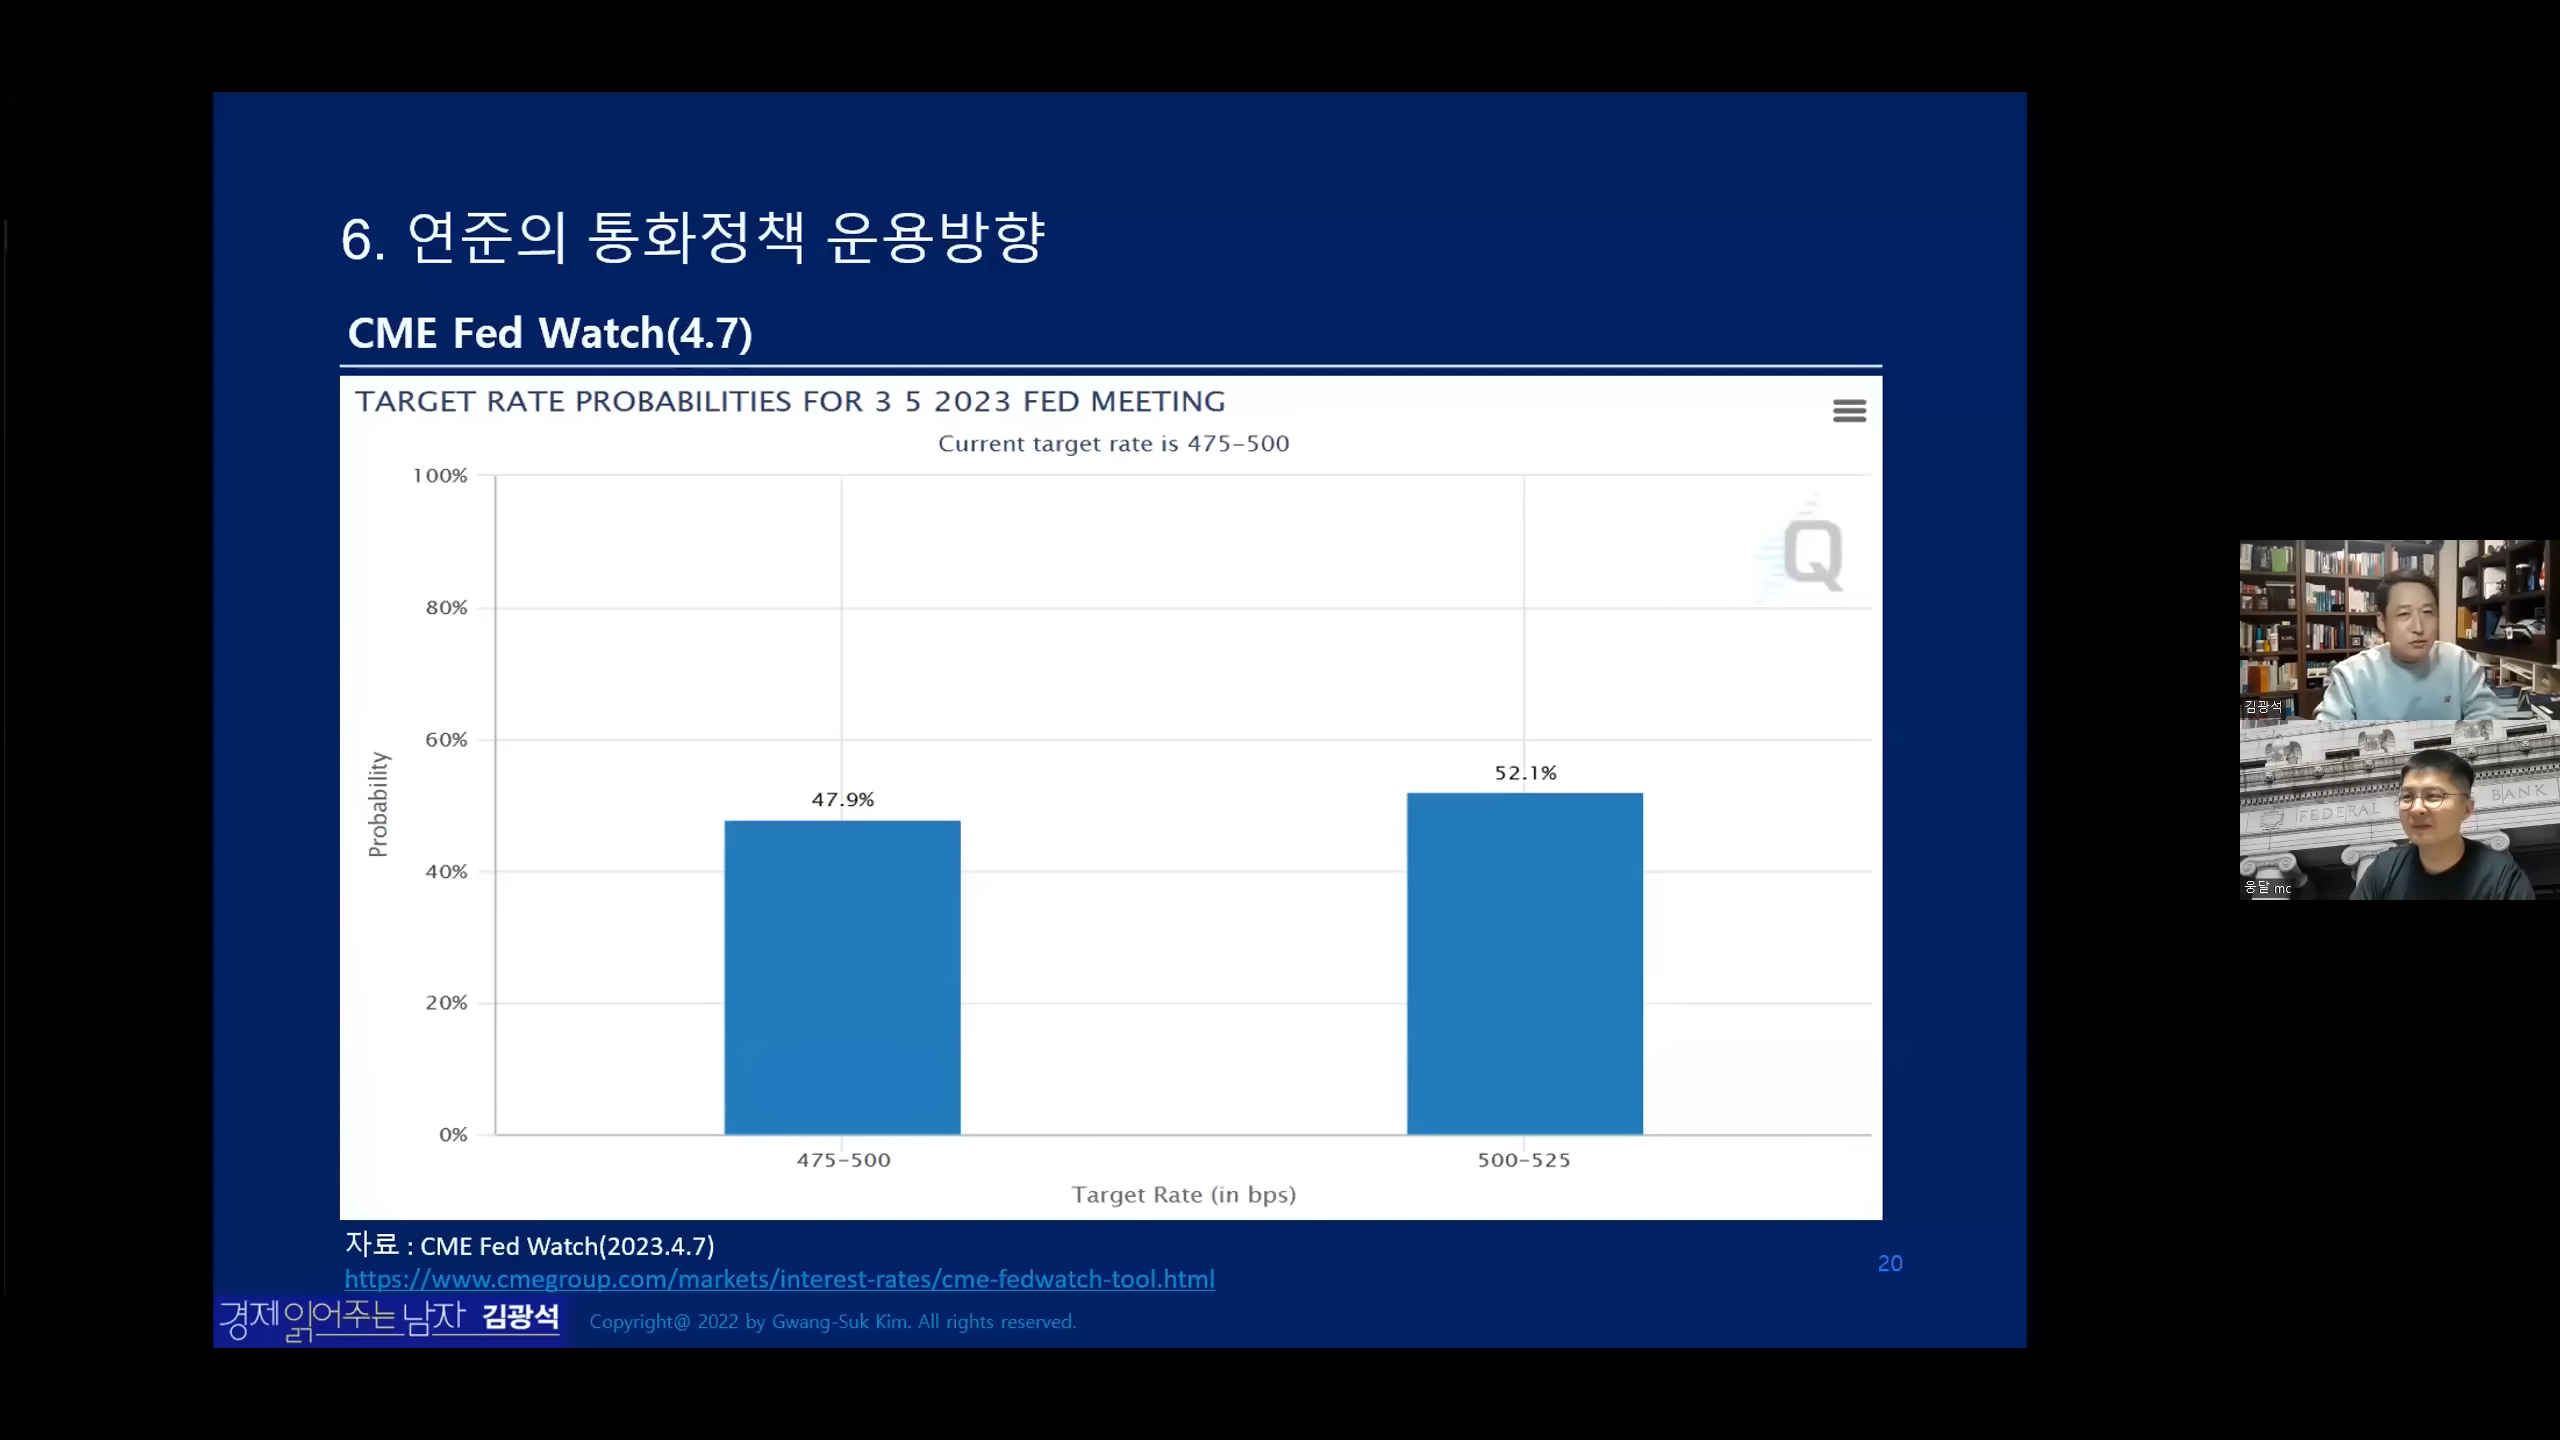 6. 연준의 통화정책 운용방향
CME Fed Watch(4.7)
TARGET RATE PROBABILITIES FOR 3 5 2023 FED MEETING
Current target rate is 475-500
100%
80%
60%
40%
20%
0%
Probability
47.9%
52.1%
475-500
500-525
Target Rate (in bps)
Q
자료 : CME Fed Watch(2023.4.7)
https://www.cmegroup.com/markets/interest-rates/cme-fedwatch-tool.html
20
경제 읽어주는 남자 김광석
Copyright@ 2022 by Gwang-Suk Kim. All rights reserved.
김광석
FEDERAL
BANK
웅달 mc